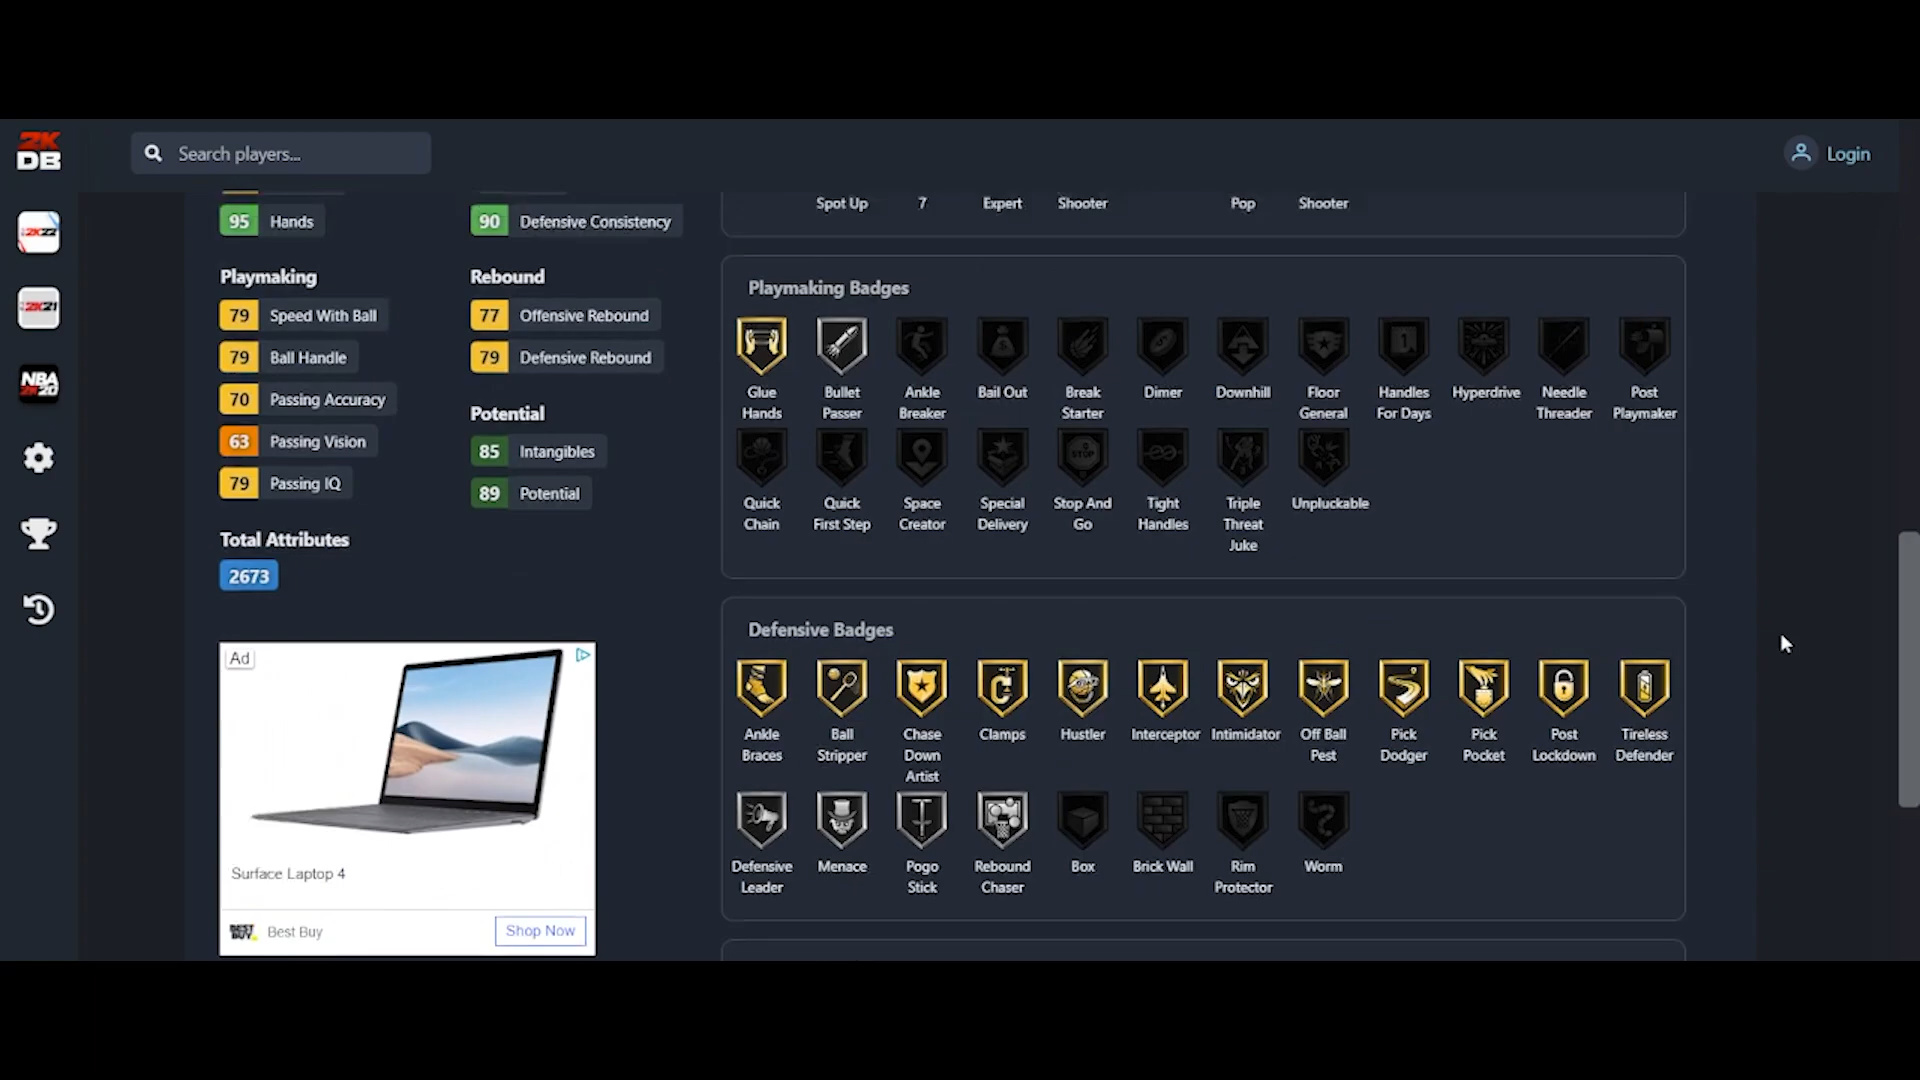 2K
DB
Search players...
Login
2K22
2K21
NBA
2K20
95 Hands
90 Defensive Consistency
Spot Up 7 Expert Shooter Pop Shooter
Playmaking
79 Speed With Ball
79 Ball Handle
70 Passing Accuracy
63 Passing Vision
79 Passing IQ
Rebound
77 Offensive Rebound
79 Defensive Rebound
Potential
85 Intangibles
89 Potential
Total Attributes
2673
Ad
Surface Laptop 4
BEST
BUY
Best Buy
Shop Now
Playmaking Badges
Glue Hands
Bullet Passer
Ankle Breaker
Bail Out
Break Starter
Dimer
Downhill
Floor General
Handles For Days
Hyperdrive
Needle Threader
Post Playmaker
Quick Chain
Quick First Step
Space Creator
Special Delivery
STOP
Stop And Go
Tight Handles
Triple Threat Juke
Unpluckable
Defensive Badges
Ankle Braces
Ball Stripper
Chase Down Artist
Clamps
Hustler
Interceptor
Intimidator
Off Ball Pest
Pick Dodger
Pick Pocket
Post Lockdown
Tireless Defender
Defensive Leader
Menace
Pogo Stick
Rebound Chaser
Box
Brick Wall
Rim Protector
Worm